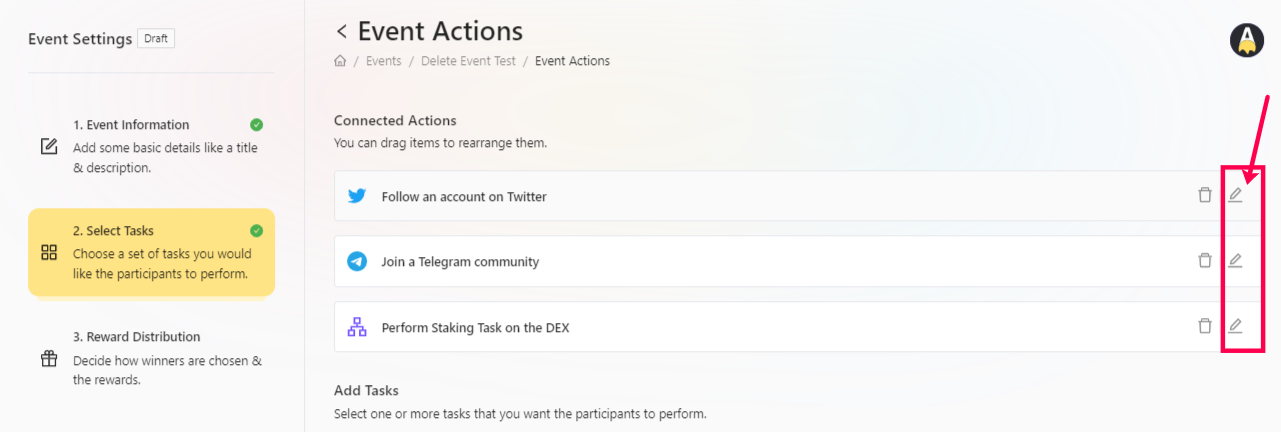 Event Settings Draft
1. Event Information
Add some basic details like a title
& description.
2. Select Tasks
Choose a set of tasks you would
like the participants to perform.
3. Reward Distribution
Decide how winners are chosen &
the rewards.
< Event Actions
/ Events / Delete Event Test / Event Actions
Connected Actions
You can drag items to rearrange them.
Follow an account on Twitter
Join a Telegram community
Perform Staking Task on the DEX
Add Tasks
Select one or more tasks that you want the participants to perform.